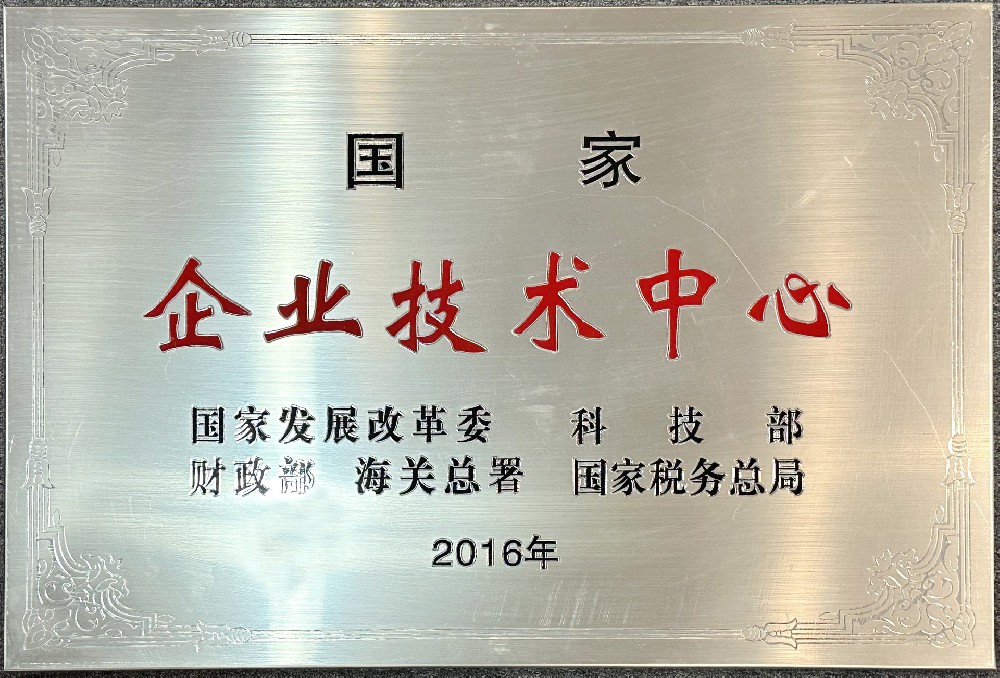 国 家
企业技术中心
国家发展改革委 科技部
财政部 海关总署 国家税务总局
2016年